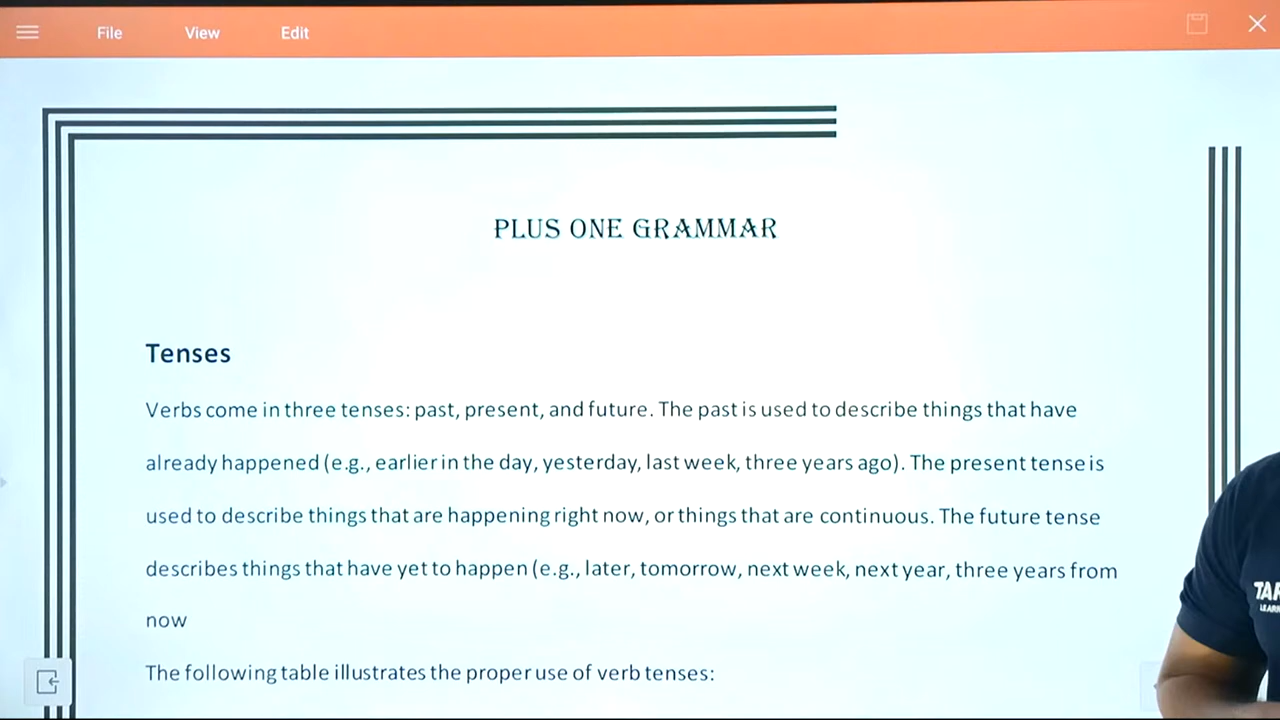 File View Edit
PLUS ONE GRAMMAR
Tenses
Verbs come in three tenses: past, present, and future. The past is used to describe things that have
already happened (e.g., earlier in the day, yesterday, last week, three years ago). The present tense is
used to describe things that are happening right now, or things that are continuous. The future tense
describes things that have yet to happen (e.g., later, tomorrow, next week, next year, three years from
now
The following table illustrates the proper use of verb tenses: